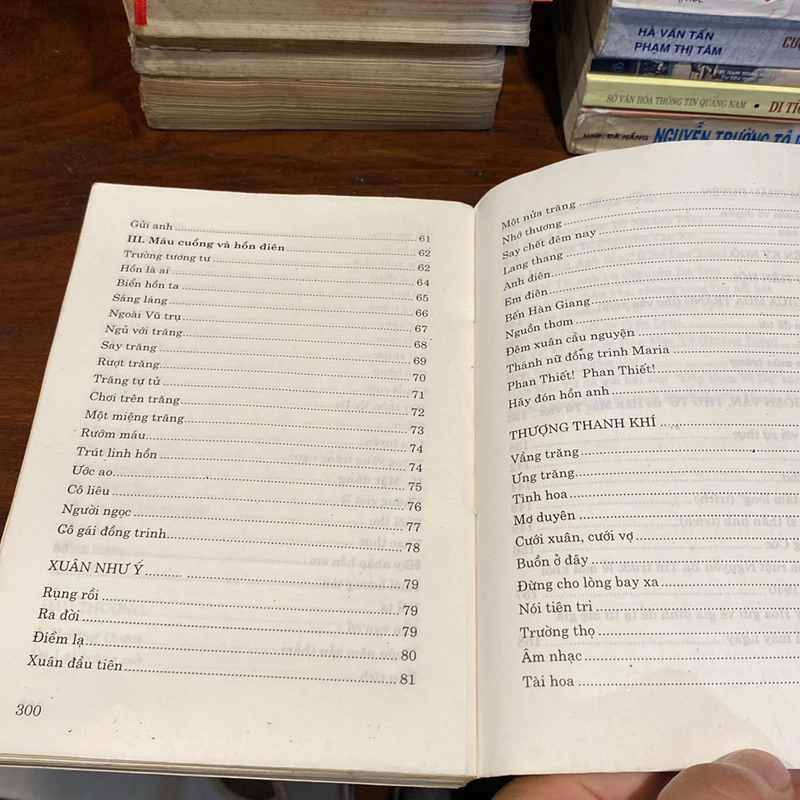 HÀ VĂN TẤN
PHẠM THỊ TÂM
SỞ VĂN HÓA THÔNG TIN QUẢNG NAM • DI TÍC
NGUYỄN TRƯỜNG TỘ
Gửi anh 61
III. Máu cuồng và hồn điên 62
Trường tương tư 62
Hồn là ai 64
Biển hồn ta 65
Sáng láng 66
Ngoài Vũ trụ 67
Ngủ với trăng 68
Say trăng 69
Rượt trăng 70
Trăng tự tử 71
Chơi trên trăng 72
Một miệng trăng 73
Rướm máu 74
Trút linh hồn 74
Ước ao 75
Cô liêu 76
Người ngọc 77
Cô gái đồng trinh 78
XUÂN NHƯ Ý 79
Rụng rồi 79
Ra đời 79
Điềm lạ 80
Xuân đầu tiên 81
300
Một nửa trăng
Nhớ thương
Say chết đêm nay
Lang thang
Anh điên
Em điên
Bến Hàn Giang
Nguồn thơm
Đêm xuân cầu nguyện
Thánh nữ đồng trinh Maria
Phan Thiết! Phan Thiết!
Hãy đón hồn anh
THƯỢNG THANH KHÍ
Vầng trăng
Ưng trăng
Tình hoa
Mơ duyên
Cưới xuân, cưới vợ
Buồn ở đây
Đừng cho lòng bay xa
Nói tiên tri
Trường thọ
Âm nhạc
Tài hoa